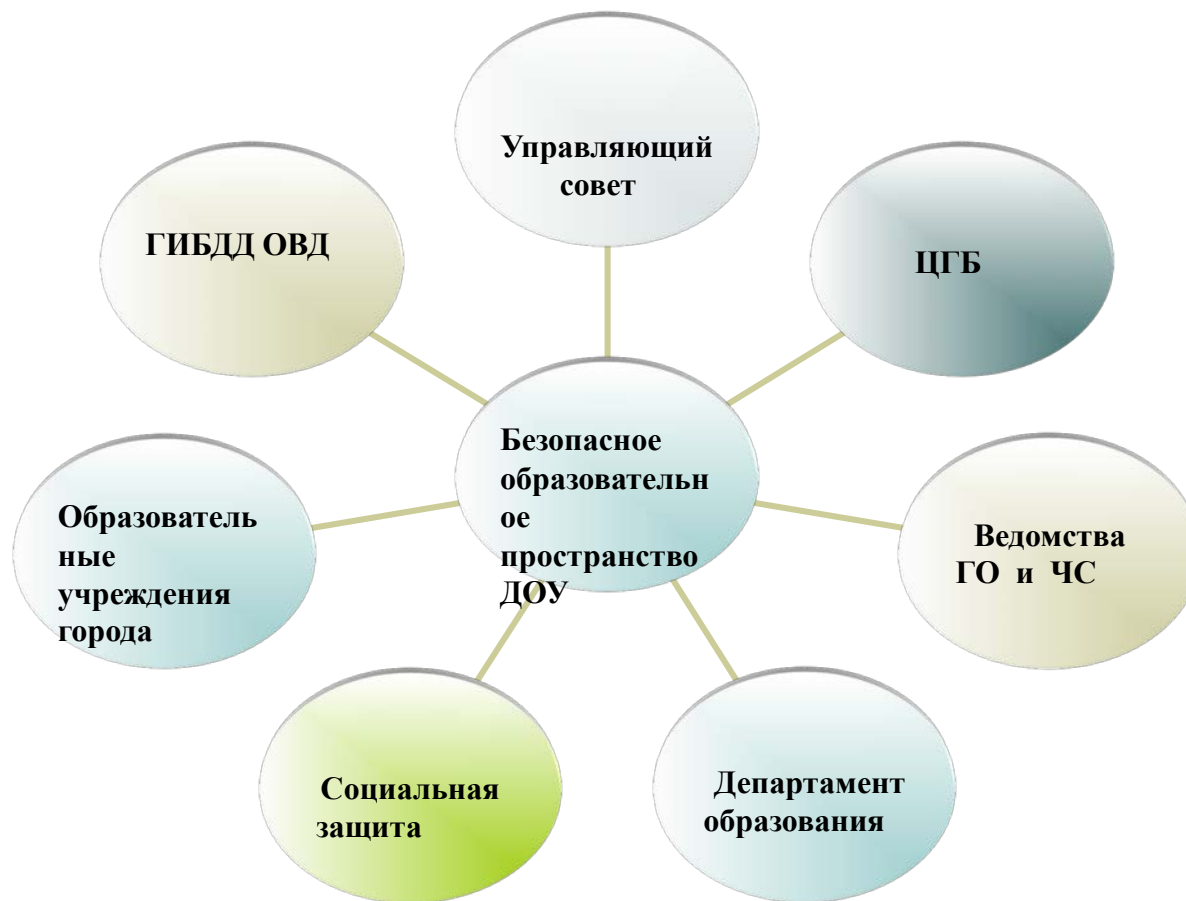 Управляющий
совет
ГИБДД ОВД
ЦГБ
Безопасное
образовательн
ое
пространство
ДОУ
Образователь
ные
учреждения
города
Ведомства
ГО и ЧС
Социальная
защита
Департамент
образования